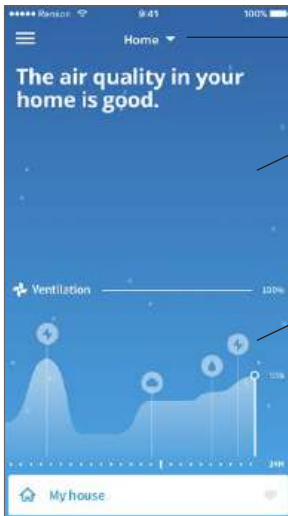 Renson 9:41 100%
Home
The air quality in your
home is good.
Ventilation 100%
24H
My house